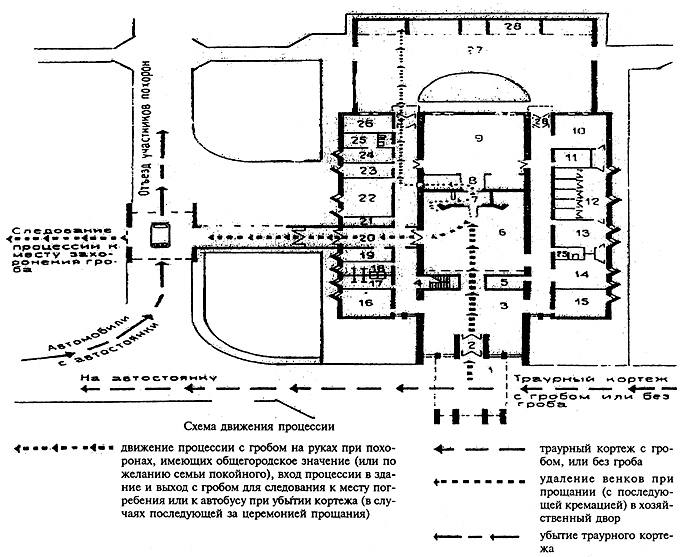 28
27
Отъезд участников похорон
26
29
10
25
9
11
24
23
8
12
7
22
21
6
13
Следование
процессии к
месту захо-
ронения гро-
ба
20
19
18
14
17
4
5
16
3
15
Автомобили
с автостоянки
2
1
На автостоянку
Траурный кортеж
с гробом или без
гроба
Схема движения процессии
движение процессии с гробом на руках при похо-
ронах, имеющих общегородское значение (или по
желанию семьи покойного), вход процессии в зда-
ние и выход с гробом для следования к месту пог-
ребения или к автобусу при убытии кортежа (в слу-
чаях последующей за церемонией прощания)
траурный кортеж с гро-
бом, или без гроба
удаление венков при
прощании (с последую-
щей кремацией) в хозяй-
ственный двор
убытие траурного корте-
жа